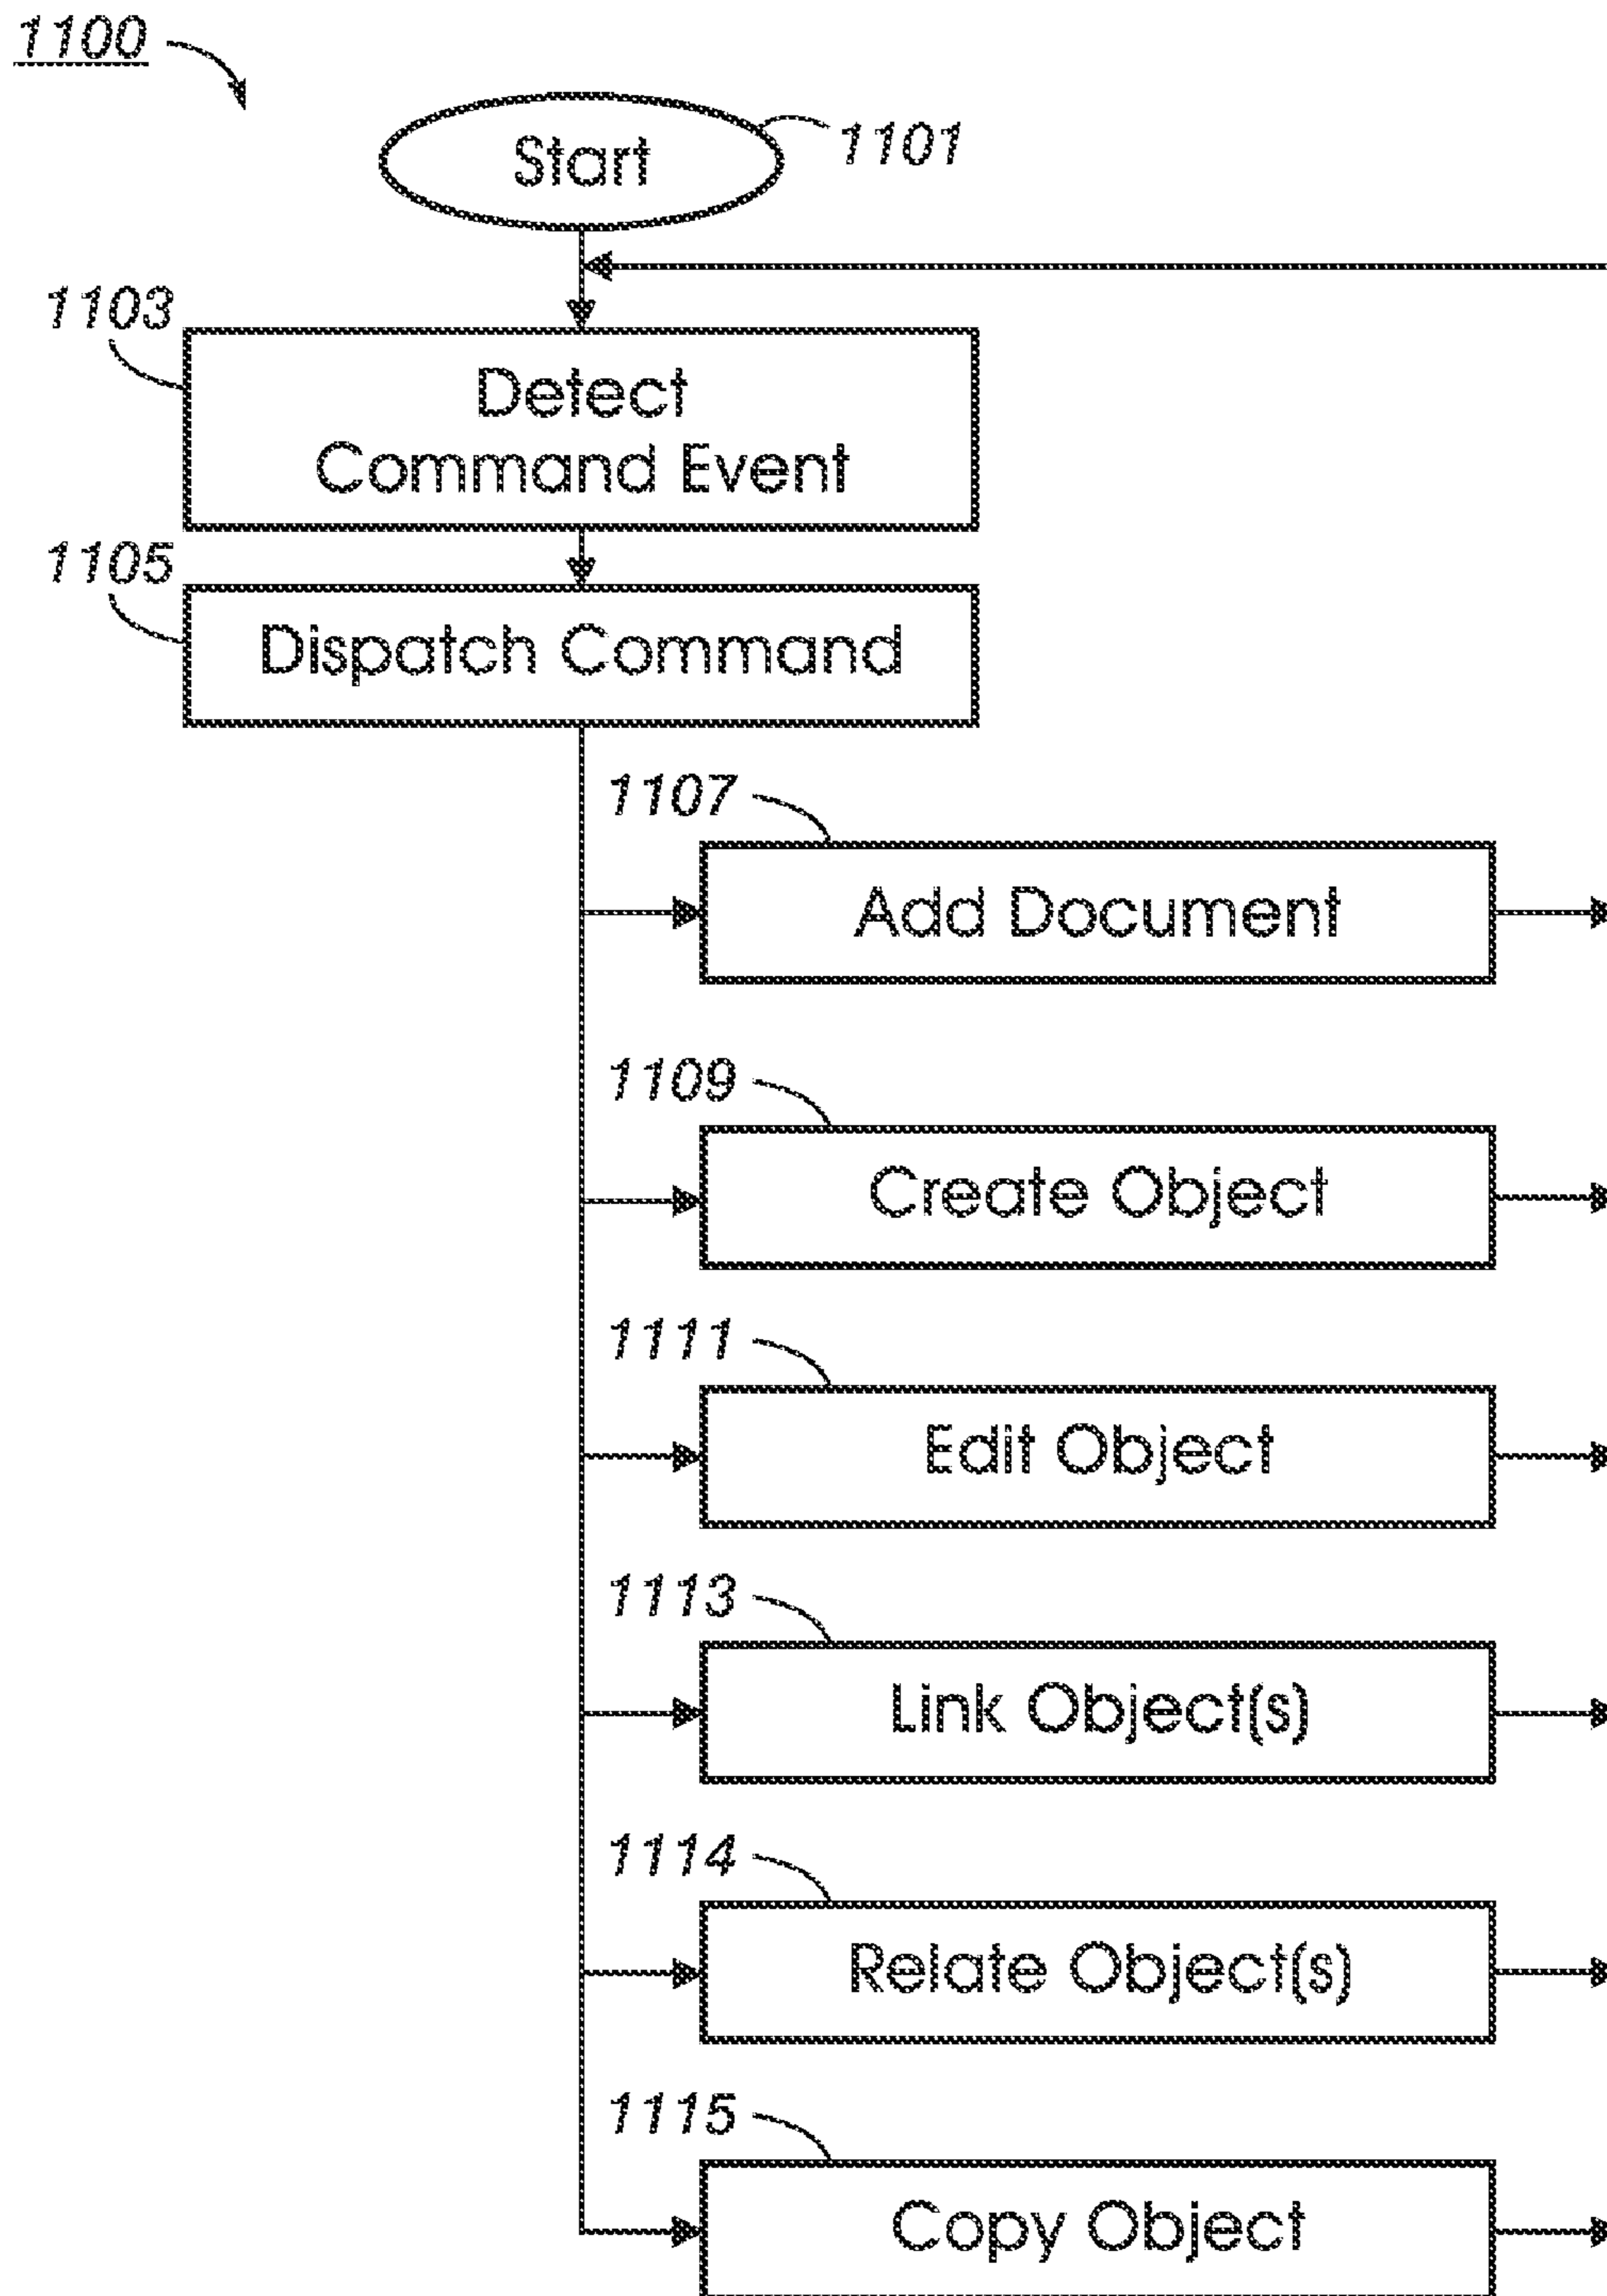 1100
Start
1101
1103
Detect
Command Event
1105
Dispatch Command
1107
Add Document
1109
Create Object
1111
Edit Object
1113
Link Object(s)
1114
Relate Object(s)
1115
Copy Object